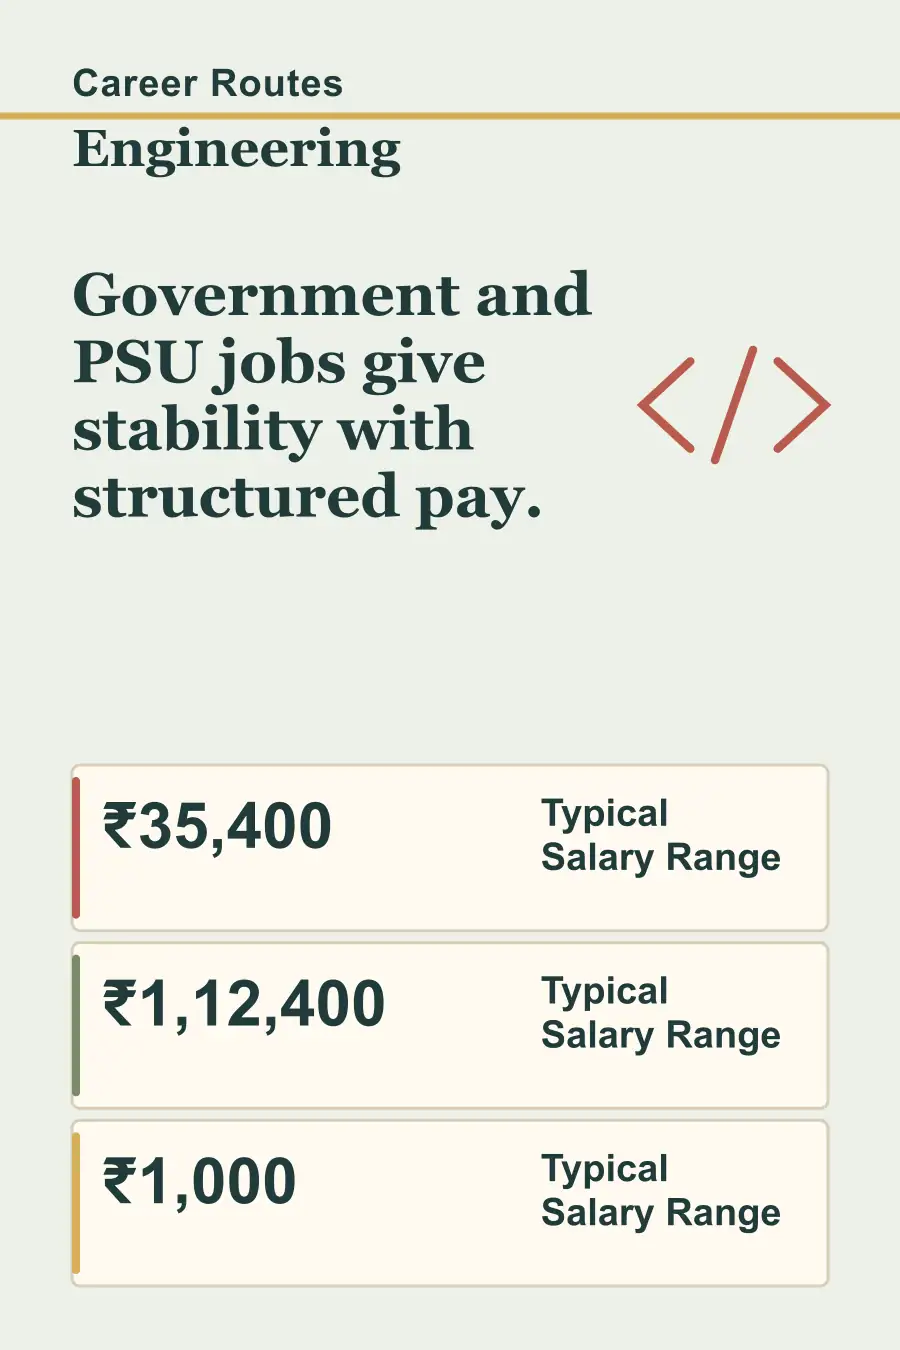 Career Routes
Engineering
Government and
PSU jobs give
stability with
structured pay.
₹35,400
Typical
Salary Range
₹1,12,400
Typical
Salary Range
₹1,000
Typical
Salary Range